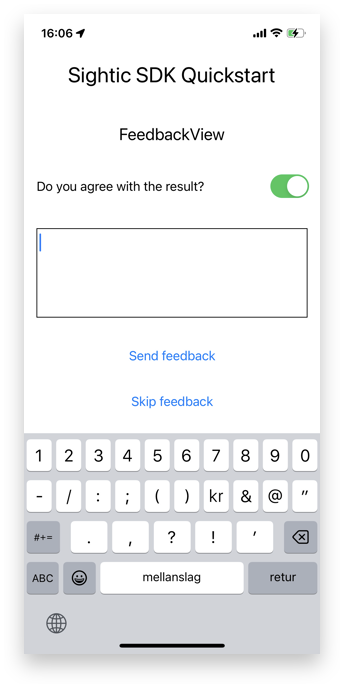 16:06
Sightic SDK Quickstart
FeedbackView
Do you agree with the result?
Send feedback
Skip feedback
1 2 3 4 5 6 7 8 9 0
- / : ; ( ) kr & @ ”
#+= . , ? ! ’
ABC mellanslag retur